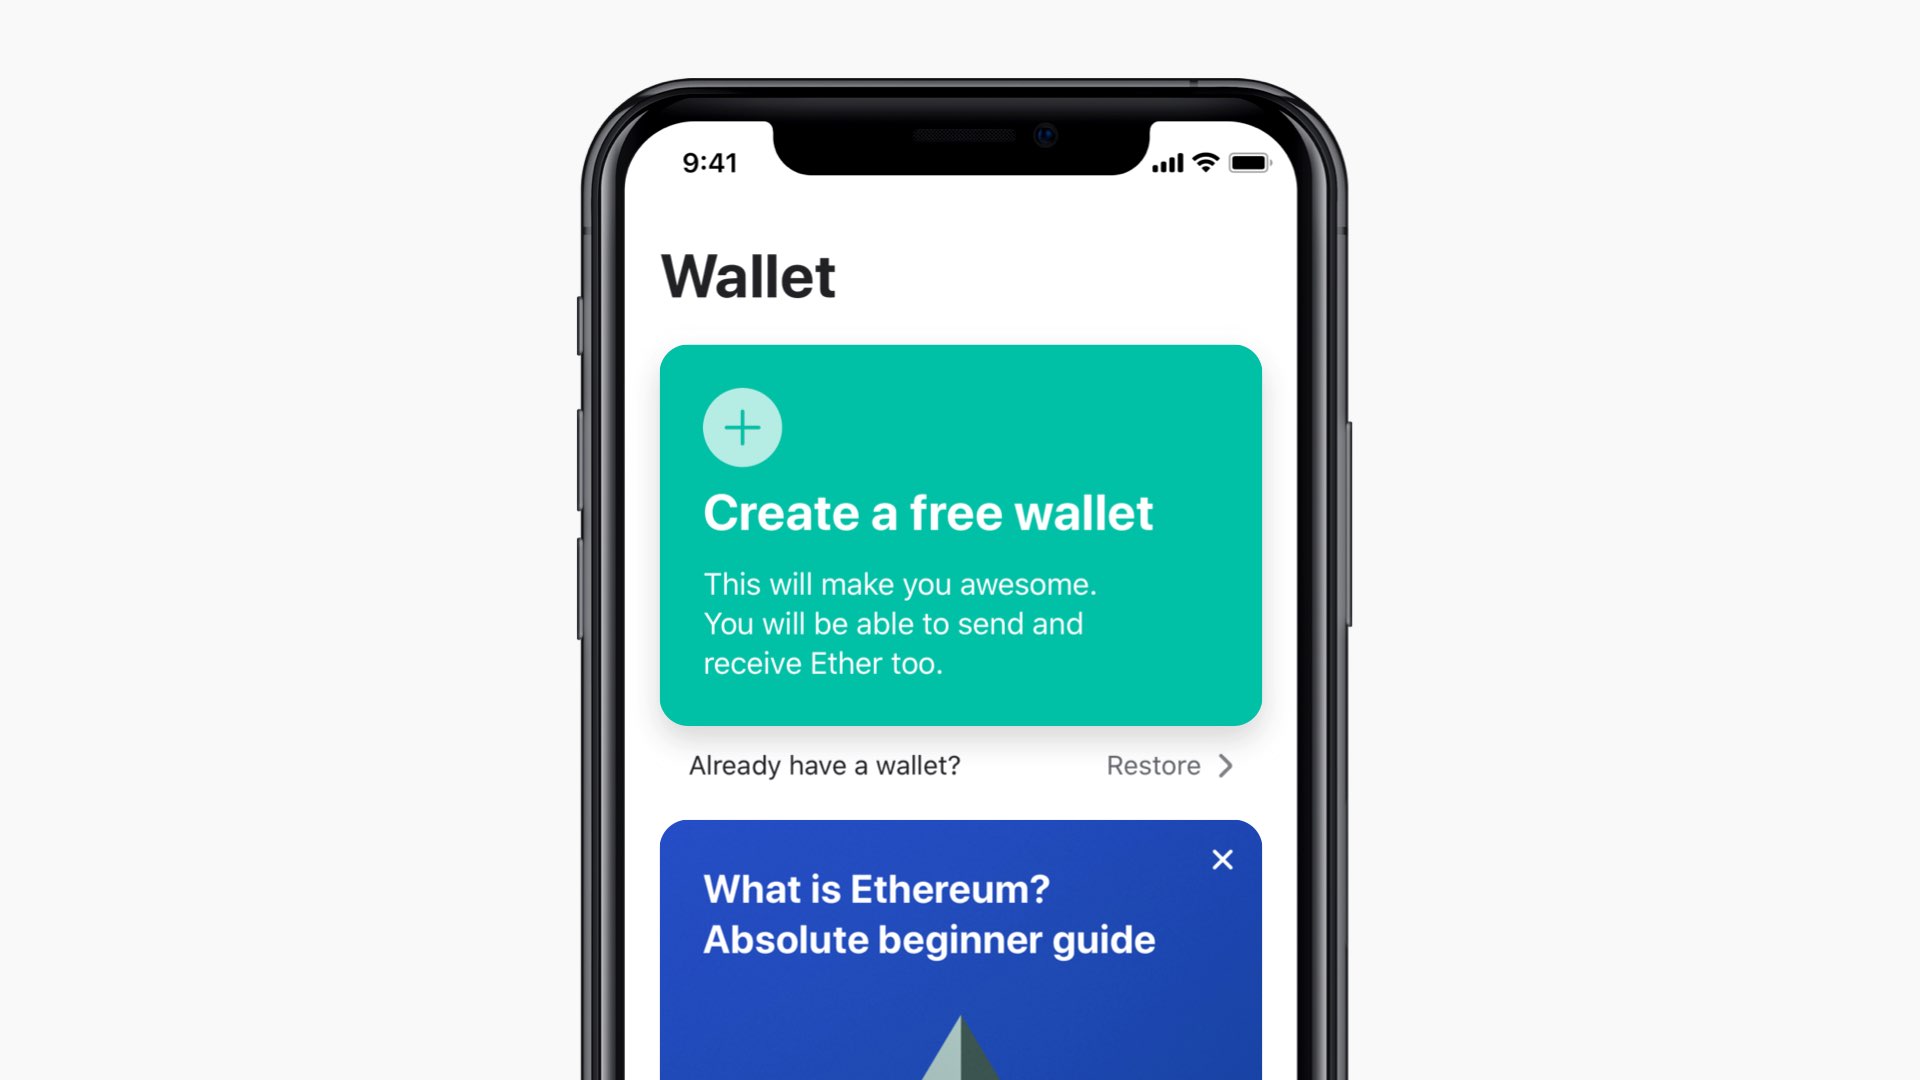 9:41
Wallet
Create a free wallet
This will make you awesome.
You will be able to send and
receive Ether too.
Already have a wallet?
Restore
What is Ethereum?
Absolute beginner guide